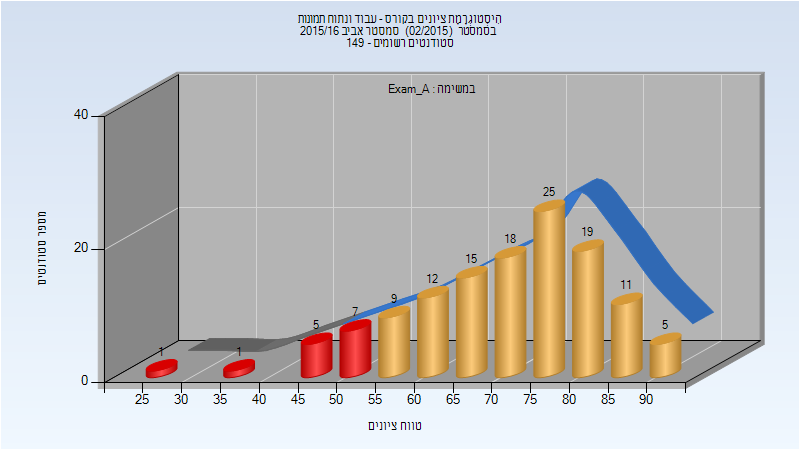 היסטוגרמת ציונים בקורס - עבוד ונתוח תמונות
בסמסטר (02/2015) סמסטר אביב 2015/16
סטודנטים רשומים - 149
במשימה : Exam_A
מספר סטודנטים
40
20
0
1
1
5
7
9
12
15
18
25
19
11
5
25 30 35 40 45 50 55 60 65 70 75 80 85 90
טווח ציונים